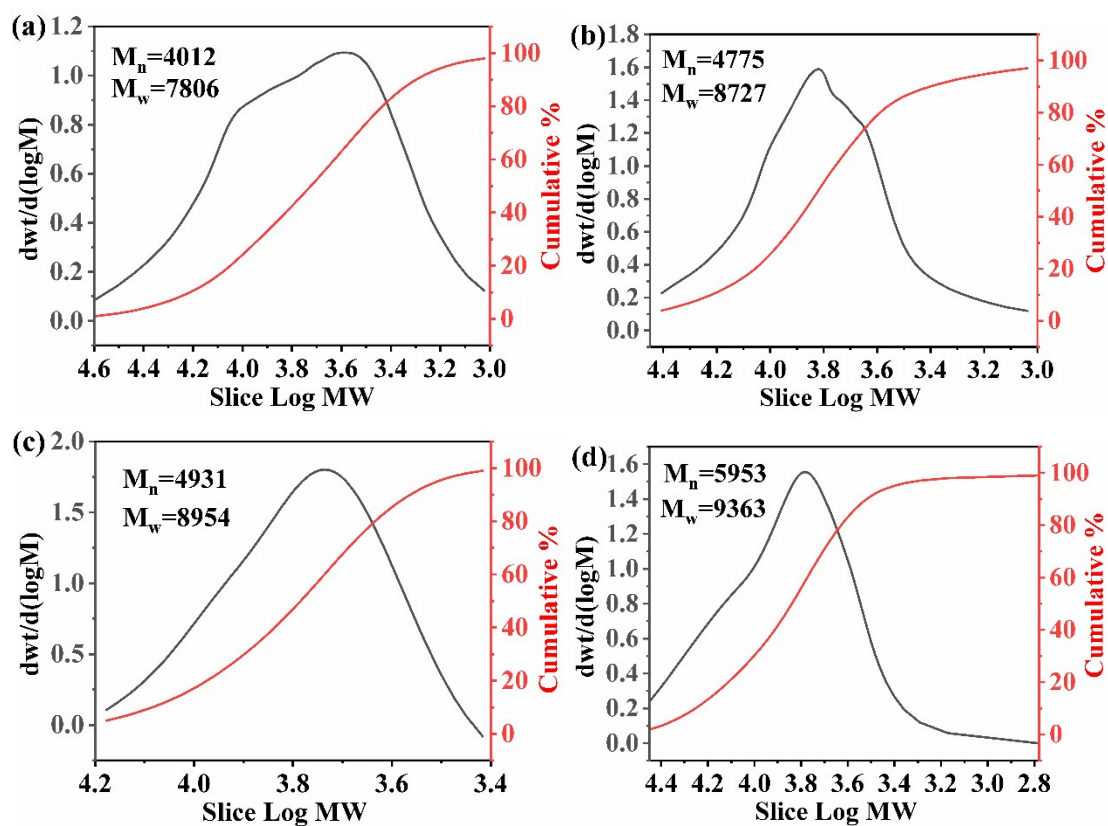 (a)
Mn=4012
Mw=7806
dwt/d(logM)
1.2
1.0
0.8
0.6
0.4
0.2
0.0
100
80
60
40
20
0
Cumulative %
4.6 4.4 4.2 4.0 3.8 3.6 3.4 3.2 3.0
Slice Log MW
(b)
Mn=4775
Mw=8727
dwt/d(logM)
1.8
1.6
1.4
1.2
1.0
0.8
0.6
0.4
0.2
0.0
100
80
60
40
20
0
Cumulative %
4.4 4.2 4.0 3.8 3.6 3.4 3.2 3.0
Slice Log MW
(c)
Mn=4931
Mw=8954
dwt/d(logM)
2.0
1.5
1.0
0.5
0.0
100
80
60
40
20
0
Cumulative %
4.2 4.0 3.8 3.6 3.4
Slice Log MW
(d)
Mn=5953
Mw=9363
dwt/d(logM)
1.6
1.4
1.2
1.0
0.8
0.6
0.4
0.2
0.0
100
80
60
40
20
0
Cumulative %
4.4 4.2 4.0 3.8 3.6 3.4 3.2 3.0 2.8
Slice Log MW